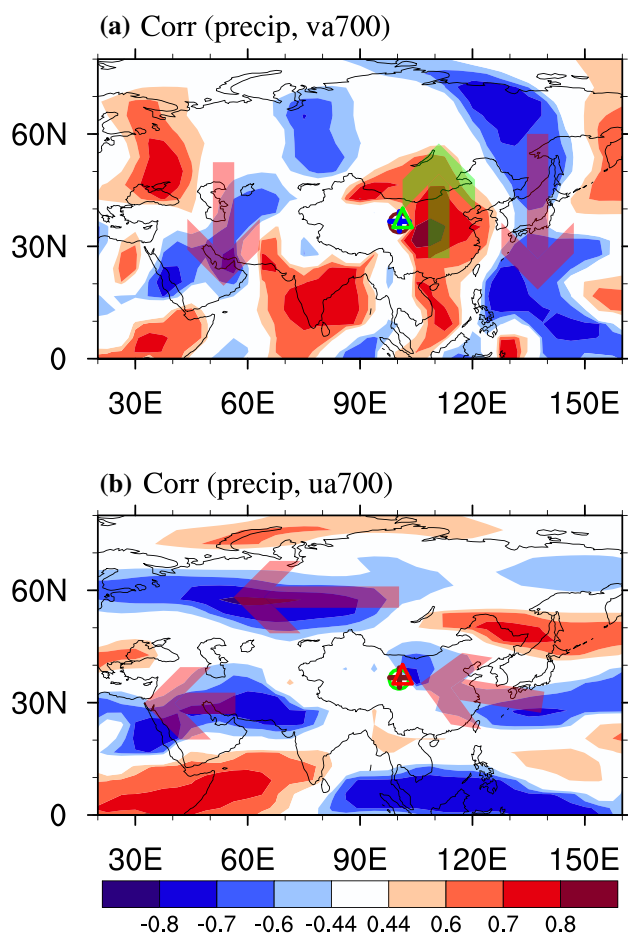 (a) Corr (precip, va700)
60N
30N
0
30E 60E 90E 120E 150E
(b) Corr (precip, ua700)
60N
30N
0
30E 60E 90E 120E 150E
-0.8 -0.7 -0.6 -0.44 0.44 0.6 0.7 0.8